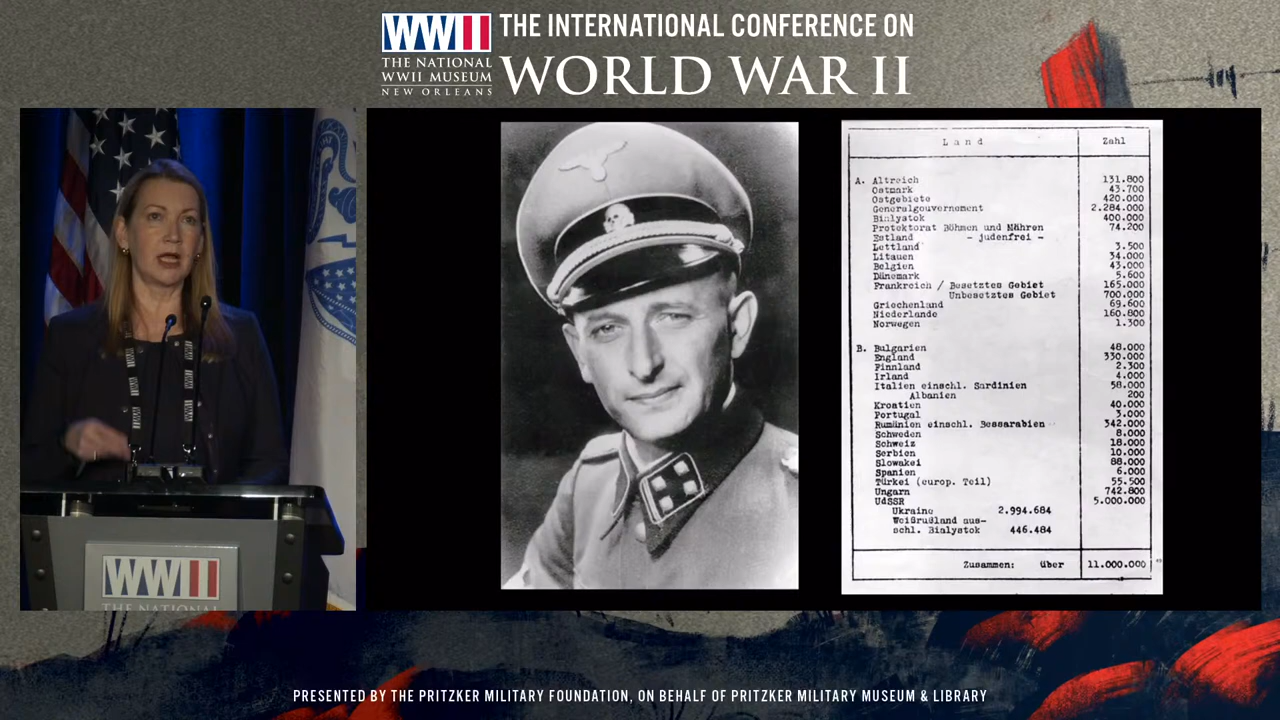 WWII
THE NATIONAL
WWII MUSEUM
NEW ORLEANS
THE INTERNATIONAL CONFERENCE ON
WORLD WAR II
Land Zahl
A. Altreich 131.800
Ostmark 43.700
Ostgebiete 420.000
Generalgouvernement 2.284.000
Bialystok 400.000
Protektorat Böhmen und Mähren 74.200
Estland - judenfrei -
Lettland 3.500
Litauen 34.000
Belgien 43.000
Dänemark 5.600
Frankreich / Besetztes Gebiet 165.000
Unbesetztes Gebiet 700.000
Griechenland 69.600
Niederlande 160.800
Norwegen 1.300
B. Bulgarien 48.000
England 330.000
Finnland 2.300
Irland 4.000
Italien einschl. Sardinien 58.000
Albanien 200
Kroatien 40.000
Portugal 3.000
Rumänien einschl. Bessarabien 342.000
Schweden 8.000
Schweiz 18.000
Serbien 10.000
Slowakei 88.000
Spanien 6.000
Türkei (europ. Teil) 55.500
Ungarn 742.800
UdSSR 5.000.000
Ukraine 2.994.684
Weißrußland aus-
schl. Bialystok 446.484
Zusammen: über 11.000.000
WWII
THE NATIONAL
PRESENTED BY THE PRITZKER MILITARY FOUNDATION, ON BEHALF OF PRITZKER MILITARY MUSEUM & LIBRARY